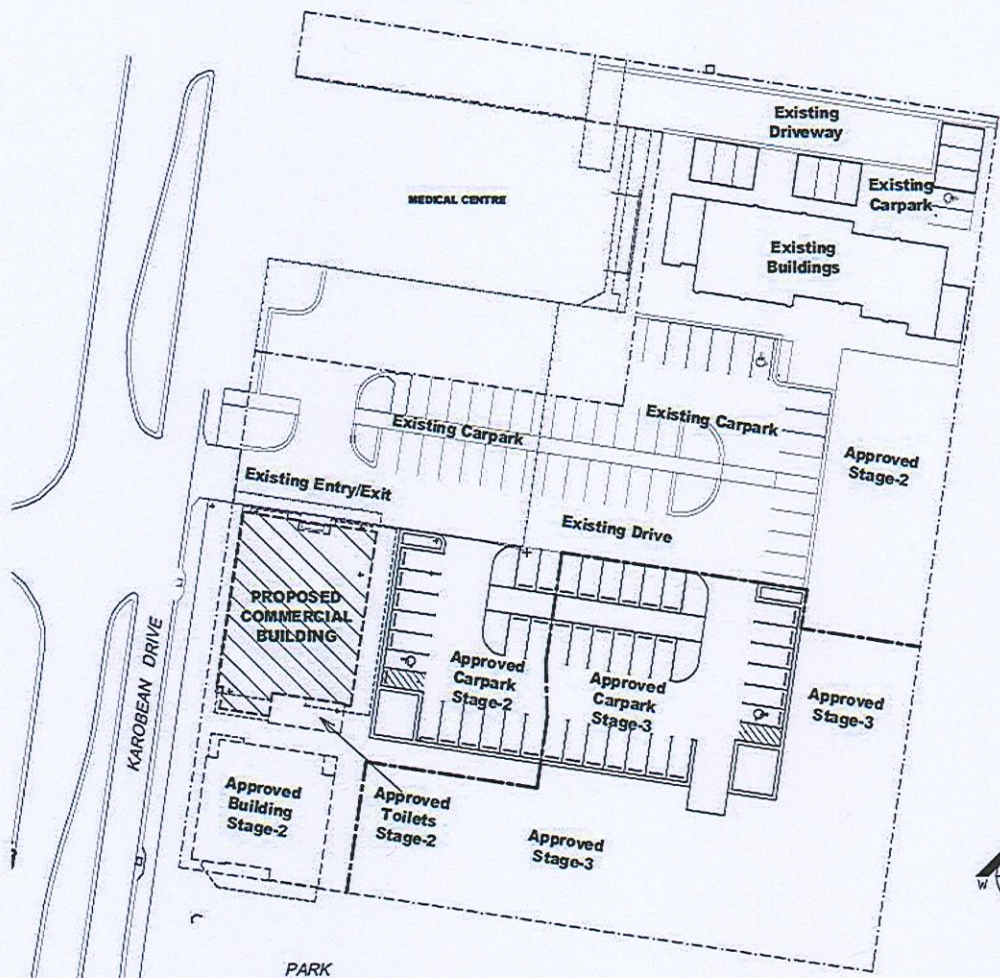 Existing
Driveway
MEDICAL CENTRE
Existing
Carpark
Existing
Buildings
Existing Carpark
Existing Carpark
Approved
Stage-2
Existing Entry/Exit
Existing Drive
PROPOSED
COMMERCIAL
BUILDING
KAROBEAN DRIVE
Approved
Carpark
Stage-2
Approved
Carpark
Stage-3
Approved
Stage-3
Approved
Building
Stage-2
Approved
Toilets
Stage-2
Approved
Stage-3
W
PARK